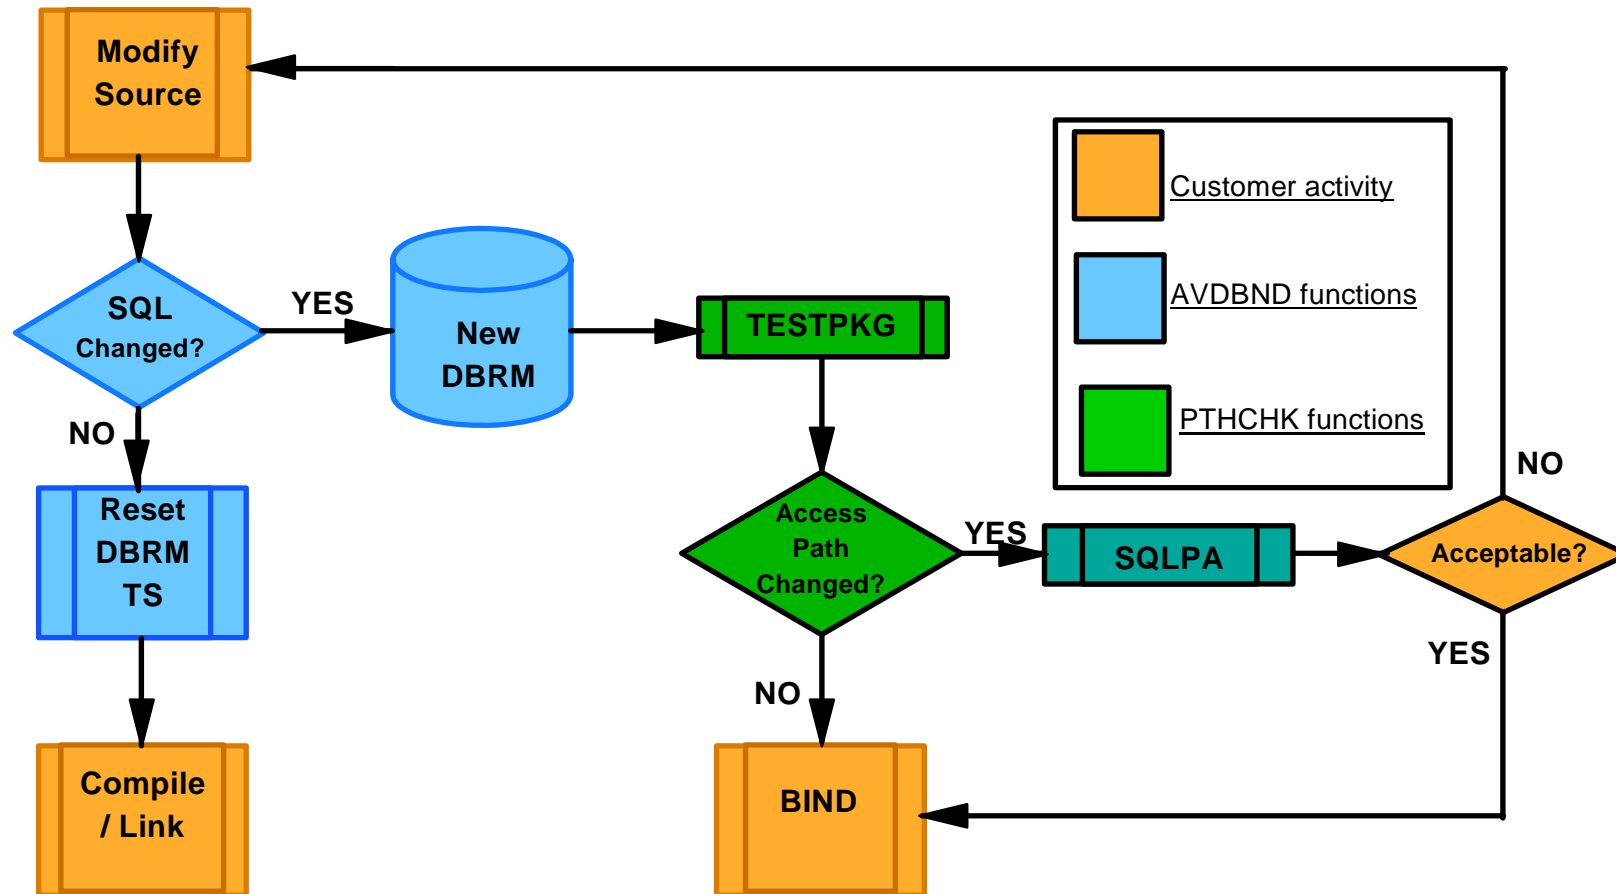 Modify
Source
Customer activity
AVDBND functions
PTHCHK functions
SQL
Changed?
YES
New
DBRM
TESTPKG
NO
NO
Reset
DBRM
TS
Access
Path
Changed?
YES
SQLPA
Acceptable?
YES
NO
Compile
/ Link
BIND